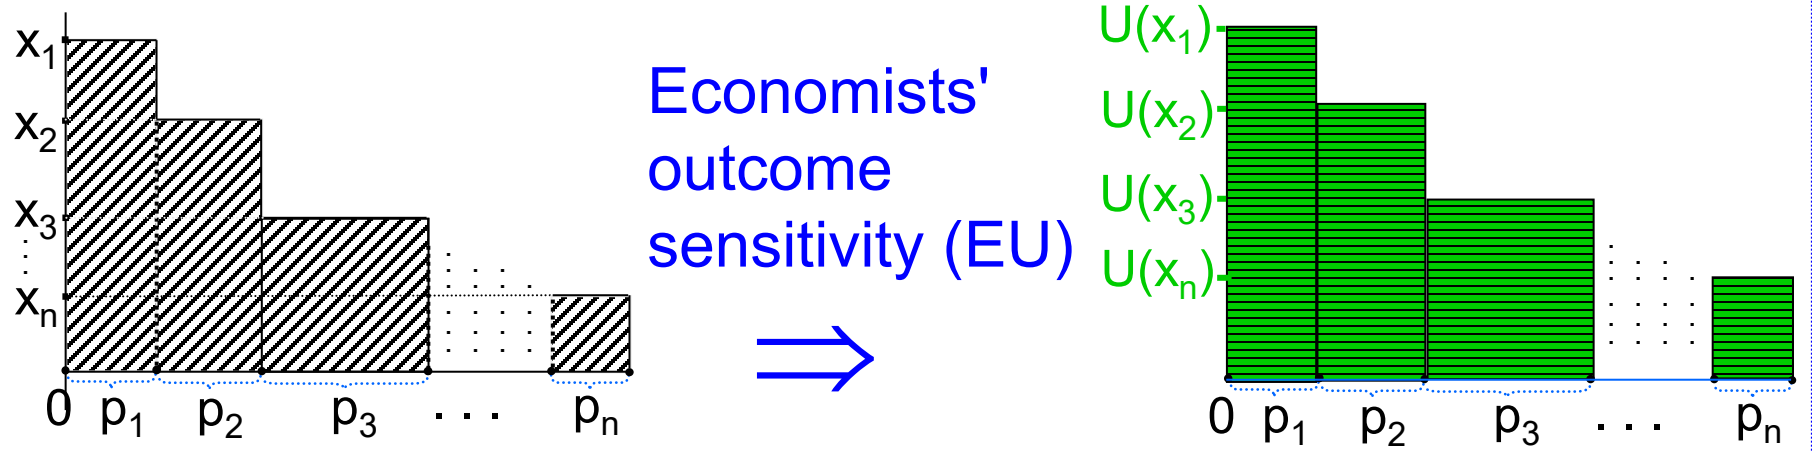 x1
x2
x3
⋮
xn
0 p1 p2 p3 . . . pn
Economists'
outcome
sensitivity (EU)
⇒
U(x1)
U(x2)
U(x3)
U(xn)
0 p1 p2 p3 . . . pn